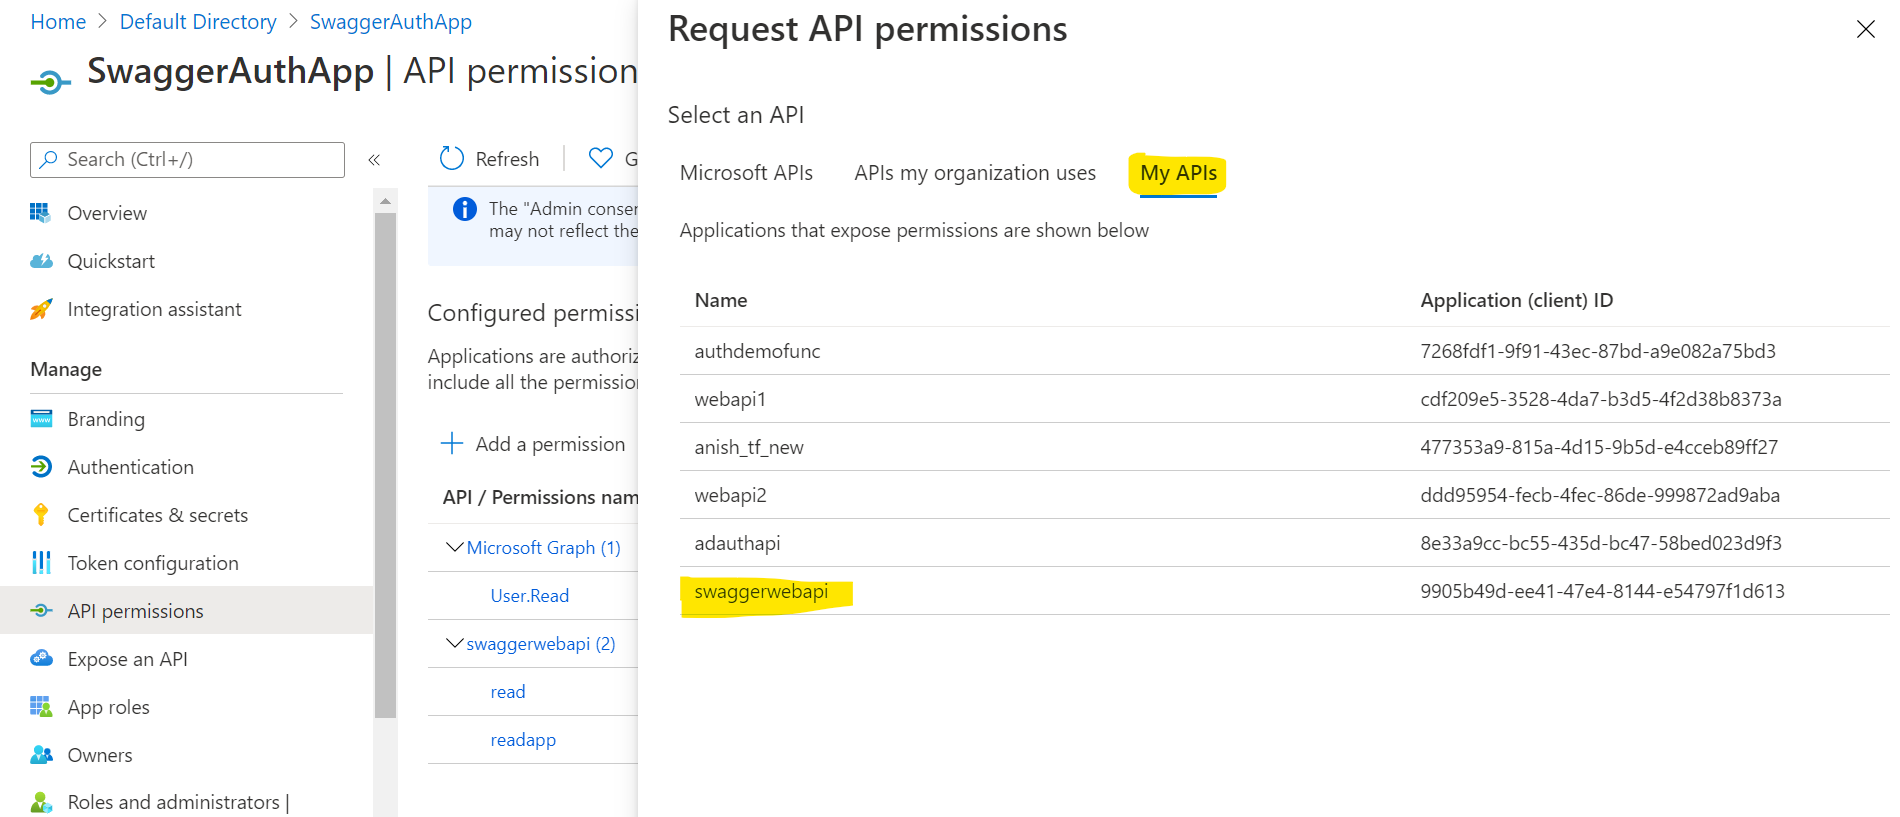 Home > Default Directory > SwaggerAuthApp
SwaggerAuthApp | API permission
Search (Ctrl+/)
«
Overview
Quickstart
Integration assistant
Manage
Branding
Authentication
Certificates & secrets
Token configuration
API permissions
Expose an API
App roles
Owners
Roles and administrators |
Refresh
G
The "Admin conser
may not reflect the
Configured permissi
Applications are authoriz
include all the permission
Add a permission
API / Permissions nam
Microsoft Graph (1)
User.Read
swaggerwebapi (2)
read
readapp
Request API permissions
Select an API
Microsoft APIs APIs my organization uses My APIs
Applications that expose permissions are shown below
Name Application (client) ID
authdemofunc 7268fdf1-9f91-43ec-87bd-a9e082a75bd3
webapi1 cdf209e5-3528-4da7-b3d5-4f2d38b8373a
anish_tf_new 477353a9-815a-4d15-9b5d-e4cceb89ff27
webapi2 ddd95954-fecb-4fec-86de-999872ad9aba
adauthapi 8e33a9cc-bc55-435d-bc47-58bed023d9f3
swaggerwebapi 9905b49d-ee41-47e4-8144-e54797f1d613